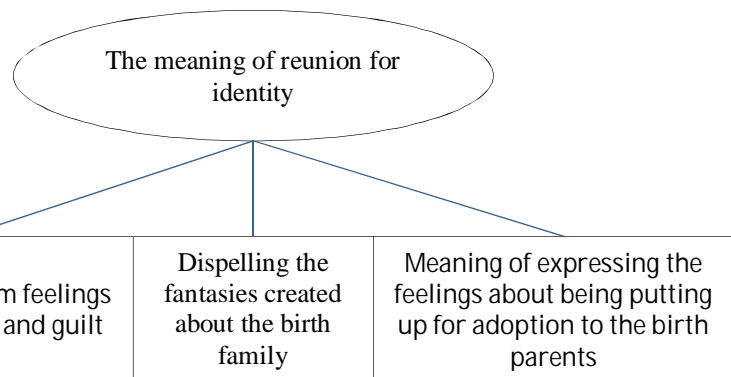 The meaning of reunion for
identity
feelings
and guilt
Dispelling the
fantasies created
about the birth
family
Meaning of expressing the
feelings about being putting
up for adoption to the birth
parents